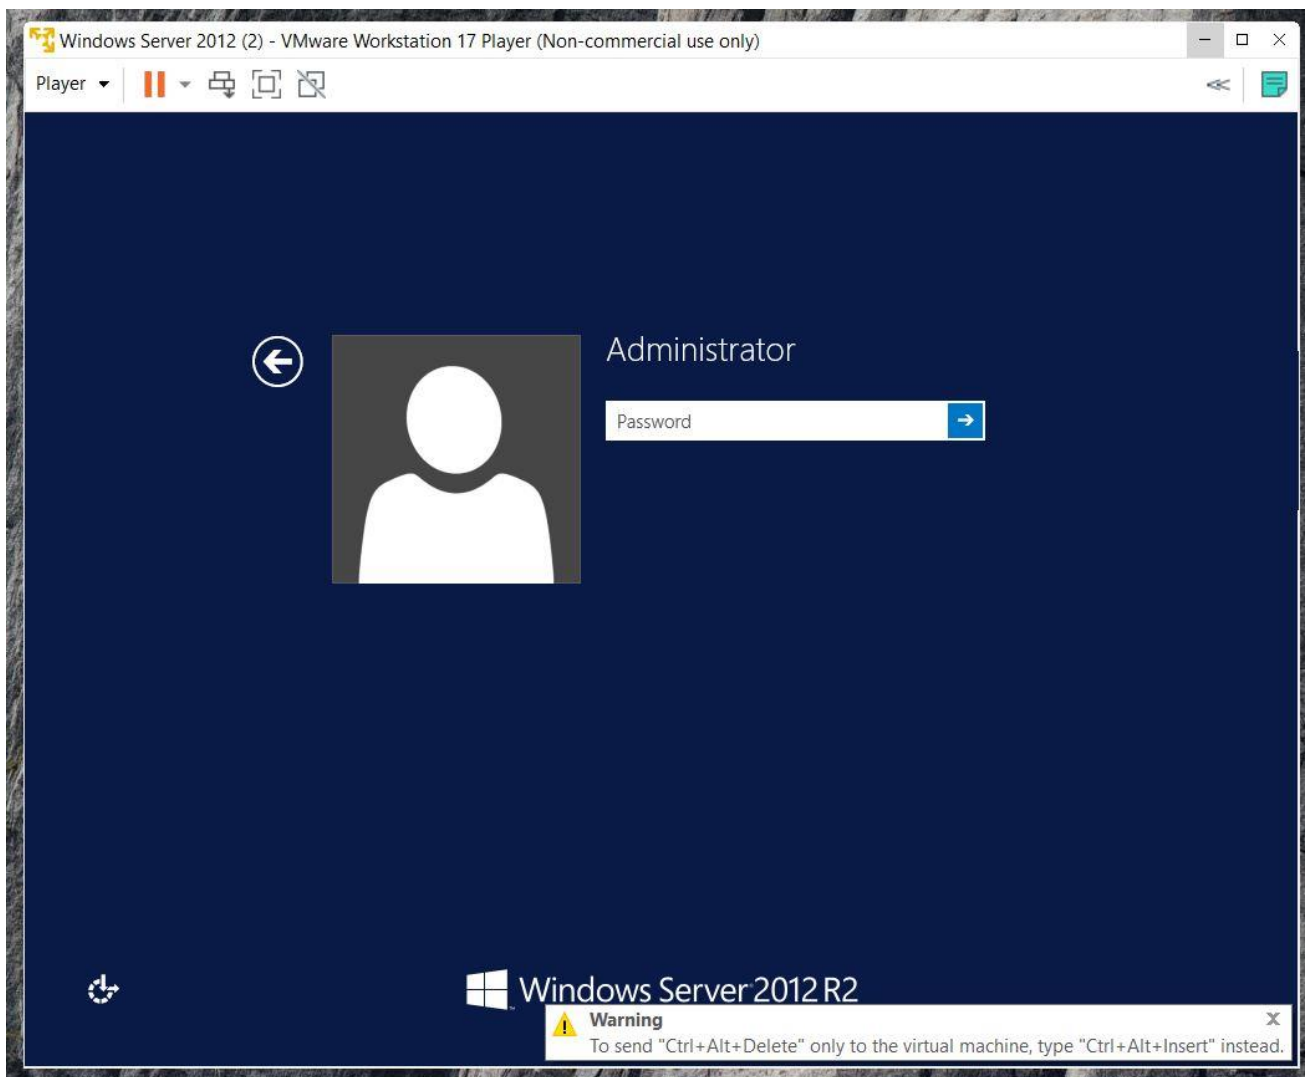 Windows Server 2012 (2) - VMware Workstation 17 Player (Non-commercial use only)
Player
Administrator
Password
Windows Server 2012 R2
Warning
X
To send "Ctrl+Alt+Delete" only to the virtual machine, type "Ctrl+Alt+Insert" instead.